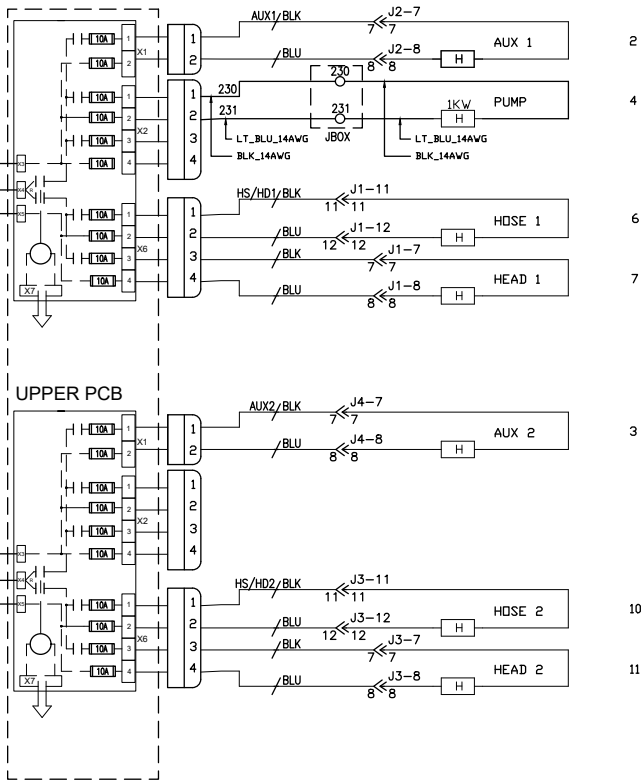 AUX1/BLK J2-7
10A 1 1 7 7
X1 AUX 1 2
/BLU J2-8
10A 2 2 8 8 H
10A 1 1 230 230
10A 2 2 231 231 1KW H PUMP 4
X2
10A 3 3 LT_BLU_14AWG JBOX LT_BLU_14AWG
X3 10A 4 4 BLK_14AWG BLK_14AWG
X4 R
HS/HD1/BLK J1-11
X5 10A 1 1 11 11 HOSE 1 6
10A 2 2 /BLU J1-12 12 12 H
X6
10A 3 3 /BLK J1-7 7 7
10A 4 4 HEAD 1 7
X7 /BLU J1-8 8 8 H
UPPER PCB
AUX2/BLK J4-7
10A 1 1 7 7
X1 AUX 2 3
10A 2 2 /BLU J4-8 8 8 H
10A 1 1
10A 2 2
X2
10A 3 3
X3 10A 4 4
X4 R
HS/HD2/BLK J3-11
X5 10A 1 1 11 11 HOSE 2 10
10A 2 2 /BLU J3-12 12 12 H
X6
10A 3 3 /BLK J3-7 7 7
10A 4 4 HEAD 2 11
X7 /BLU J3-8 8 8 H